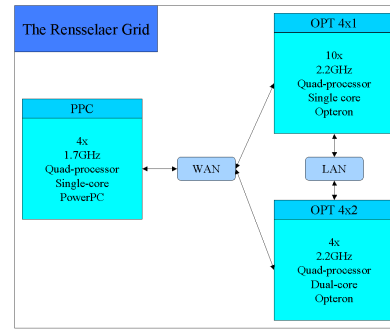 The Rensselaer Grid
OPT 4x1
10x
2.2GHz
Quad-processor
Single core
Opteron
PPC
4x
1.7GHz
Quad-processor
Single-core
PowerPC
WAN
LAN
OPT 4x2
4x
2.2GHz
Quad-processor
Dual-core
Opteron